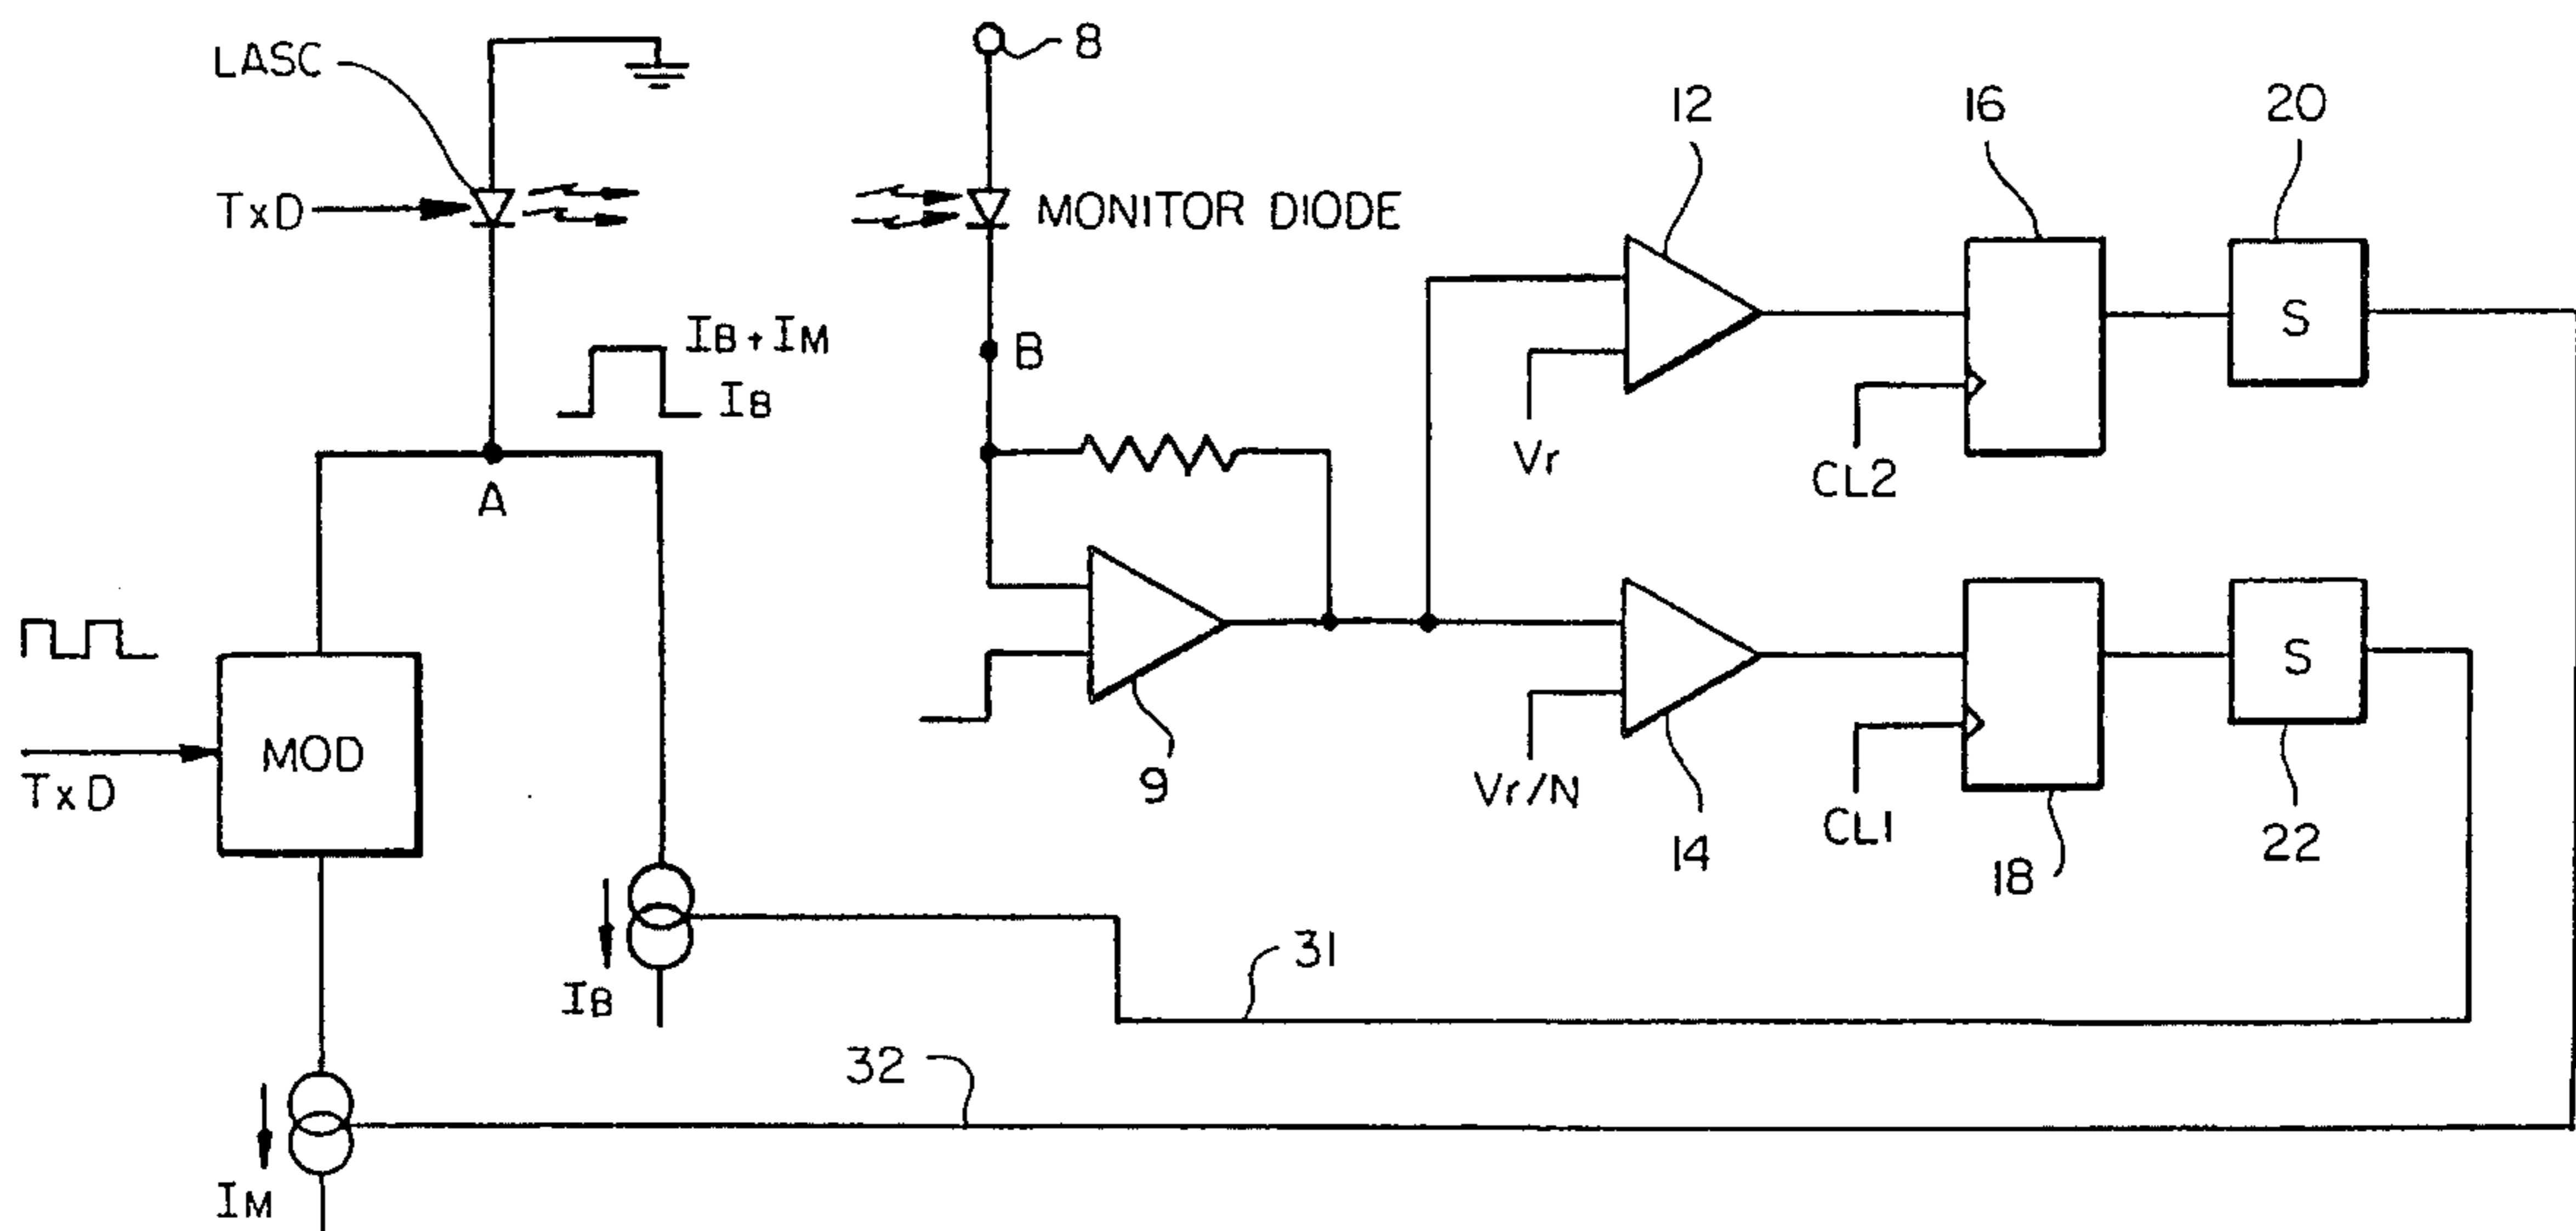 LASC
8
12
16
20
TxD
MONITOR DIODE
S
IB + IM
B
IB
Vr
CL2
A
MOD
TxD
9
Vr/N
14
CL1
18
S
22
31
IB
32
IM